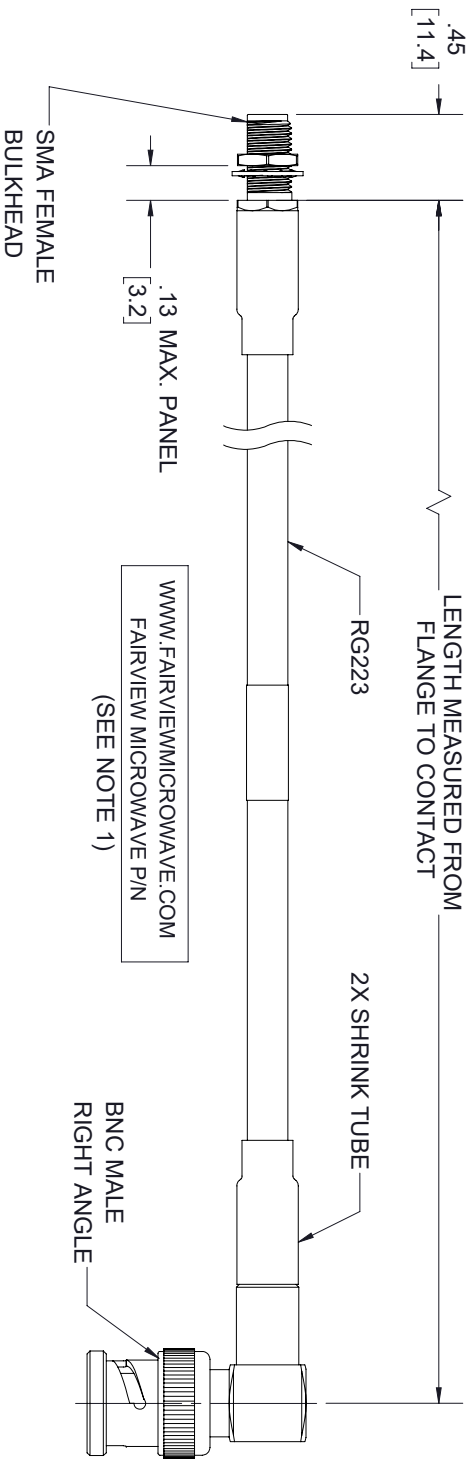 .45
[11.4]
LENGTH MEASURED FROM
FLANGE TO CONTACT
SMA FEMALE
BULKHEAD
.13 MAX. PANEL
[3.2]
RG223
WWW.FAIRVIEWMICROWAVE.COM
FAIRVIEW MICROWAVE P/N
(SEE NOTE 1)
2X SHRINK TUBE
BNC MALE
RIGHT ANGLE